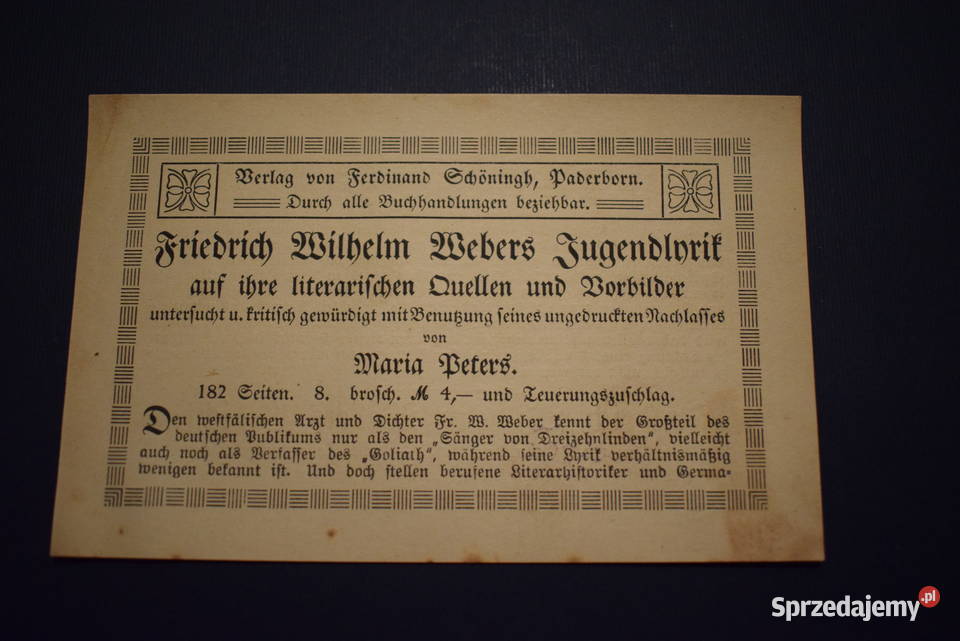 Verlag von Ferdinand Schöningh, Paderborn.
Durch alle Buchhandlungen beziehbar.
Friedrich Wilhelm Webers Jugendlyrik
auf ihre literarischen Quellen und Vorbilder
untersucht u. kritisch gewürdigt mit Benutzung seines ungedruckten Nachlasses
von
Maria Peters.
182 Seiten. 8. brosch. M 4,— und Teuerungszuschlag.
Den westfälischen Arzt und Dichter Fr. W. Weber kennt der Großteil des
deutschen Publikums nur als den „Sänger von Dreizehnlinden“, vielleicht
auch noch als Verfasser des „Goliath“, während seine Lyrik verhältnismäßig
wenigen bekannt ist. Und doch stellen berufene Literarhistoriker und Germa-
Sprzedajemy.pl